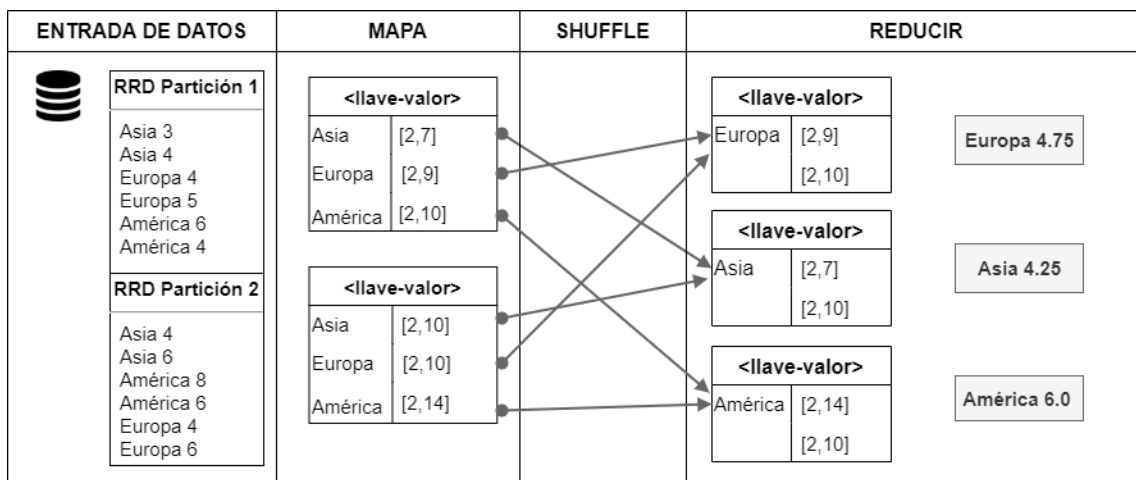 ENTRADA DE DATOS
MAPA
SHUFFLE
REDUCIR
RRD Partición 1
Asia 3
Asia 4
Europa 4
Europa 5
América 6
América 4
RRD Partición 2
Asia 4
Asia 6
América 8
América 6
Europa 4
Europa 6
<llave-valor>
Asia [2,7]
Europa [2,9]
América [2,10]
<llave-valor>
Asia [2,10]
Europa [2,10]
América [2,14]
<llave-valor>
Europa [2,9]
[2,10]
<llave-valor>
Asia [2,7]
[2,10]
<llave-valor>
América [2,14]
[2,10]
Europa 4.75
Asia 4.25
América 6.0